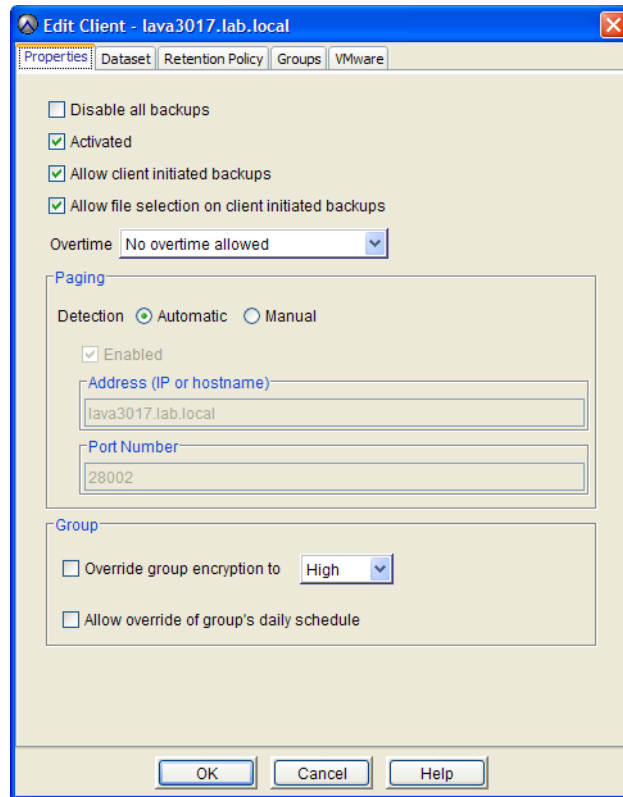 Edit Client - lava3017.lab.local
Properties Dataset Retention Policy Groups VMware
Disable all backups
Activated
Allow client initiated backups
Allow file selection on client initiated backups
Overtime No overtime allowed
Paging
Detection Automatic Manual
Enabled
Address (IP or hostname)
lava3017.lab.local
Port Number
28002
Group
Override group encryption to High
Allow override of group's daily schedule
OK Cancel Help